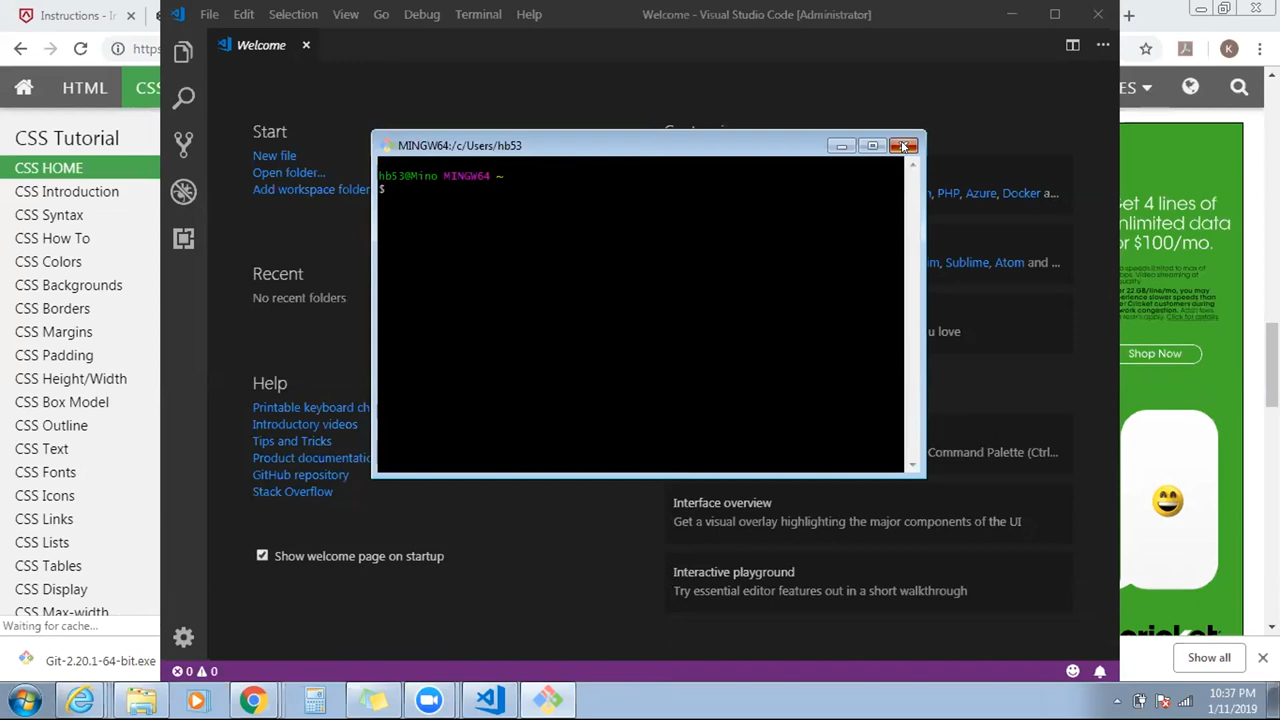 Instructions - L
File Edit Selection View Go Debug Terminal Help
Welcome - Visual Studio Code [Administrator]
https
Welcome
HTML
CSS
ES
CSS Tutorial
CSS HOME
CSS Introduction
CSS Syntax
CSS How To
CSS Colors
CSS Backgrounds
CSS Borders
CSS Margins
CSS Padding
CSS Height/Width
CSS Box Model
CSS Outline
CSS Text
CSS Fonts
CSS Icons
CSS Links
CSS Lists
CSS Tables
CSS Display
CSS Max-width
Waiting for cache...
Start
New file
Open folder...
Add workspace folder
Recent
No recent folders
Help
Printable keyboard ch
Introductory videos
Tips and Tricks
Product documentatio
GitHub repository
Stack Overflow
Show welcome page on startup
MINGW64:/c/Users/hb53
hb53@Mino MINGW64 ~
$
, PHP, Azure, Docker a...
im, Sublime, Atom and ...
u love
Command Palette (Ctrl...
Interface overview
Get a visual overlay highlighting the major components of the UI
Interactive playground
Try essential editor features out in a short walkthrough
K
Get 4 lines of
unlimited data
for $100/mo.
Shop Now
cricket
0 0
Git-2.20.1-64-bit.exe
Show all
10:37 PM
1/11/2019